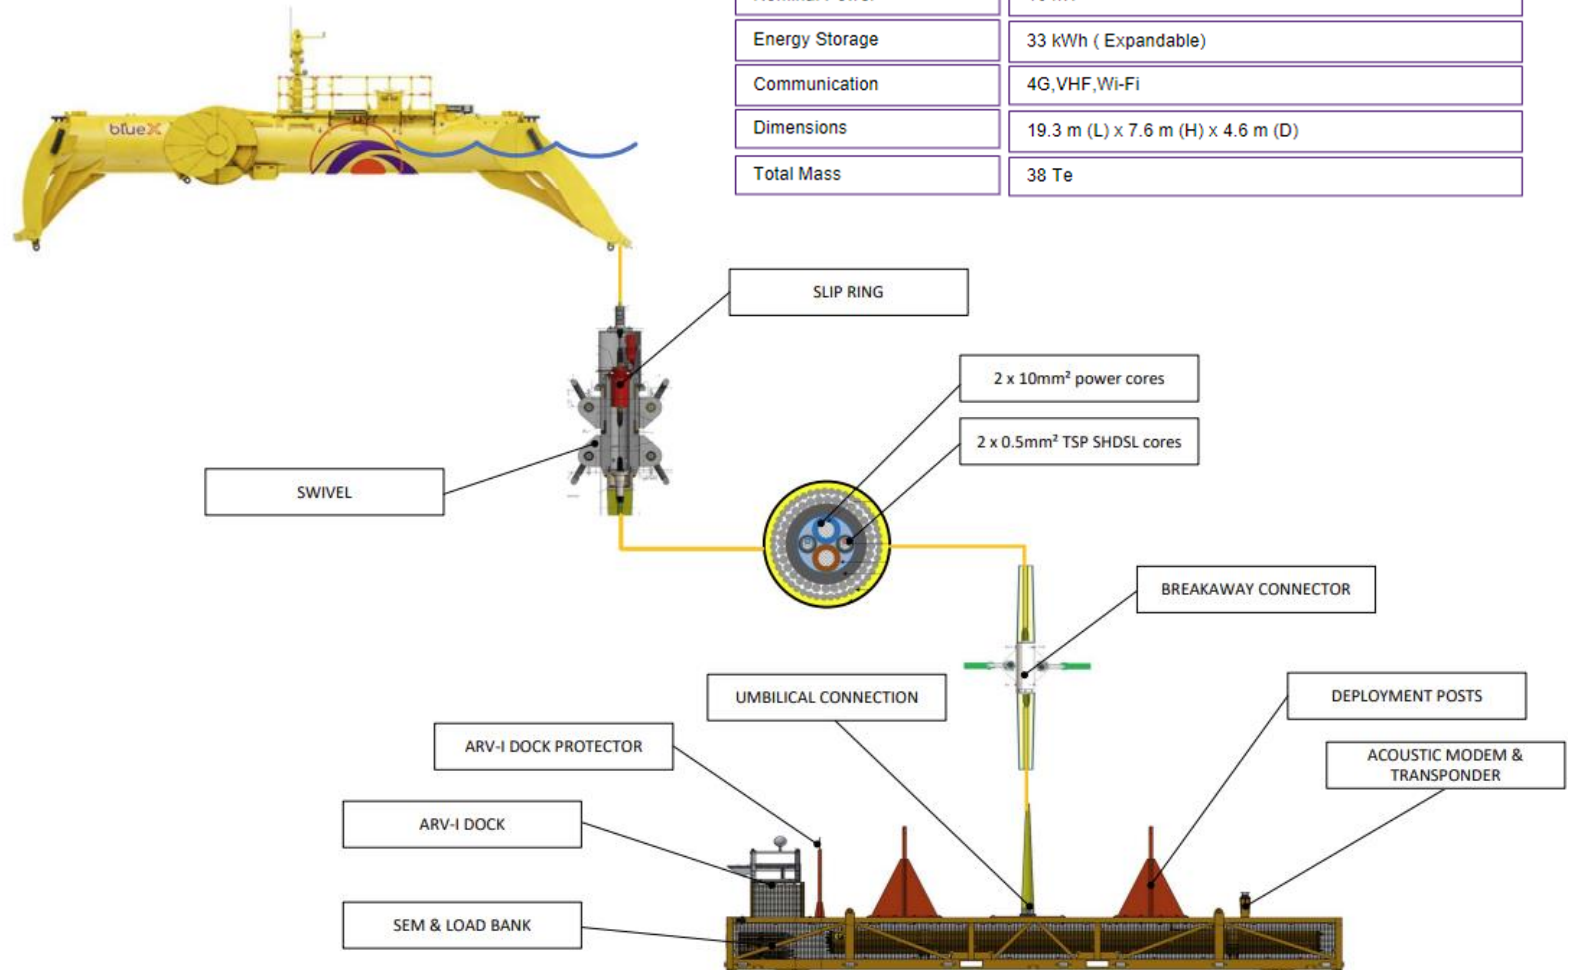 Energy Storage
33 kWh ( Expandable)
Communication
4G,VHF,Wi-Fi
Dimensions
19.3 m (L) x 7.6 m (H) x 4.6 m (D)
Total Mass
38 Te
blueX
SLIP RING
2 x 10mm² power cores
2 x 0.5mm² TSP SHDSL cores
SWIVEL
BREAKAWAY CONNECTOR
UMBILICAL CONNECTION
DEPLOYMENT POSTS
ARV-I DOCK PROTECTOR
ACOUSTIC MODEM &
TRANSPONDER
ARV-I DOCK
SEM & LOAD BANK